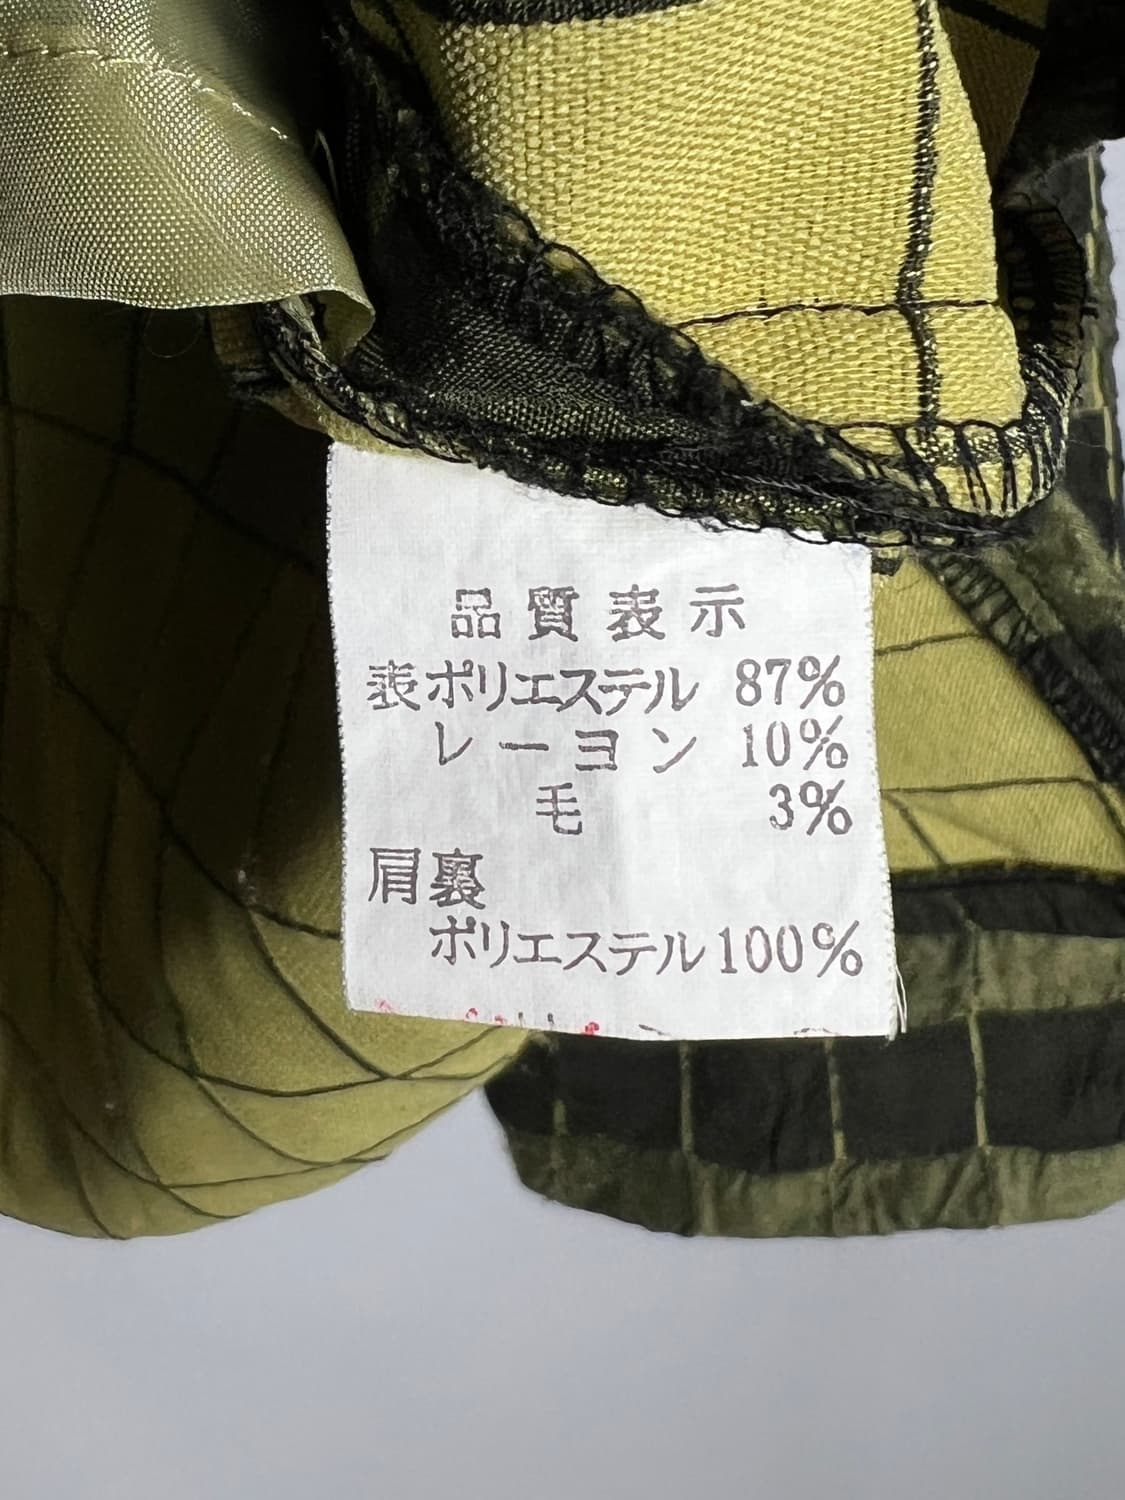 品質表示
表ポリエステル 87%
レーヨン 10%
毛 3%
肩裏
ポリエステル100%